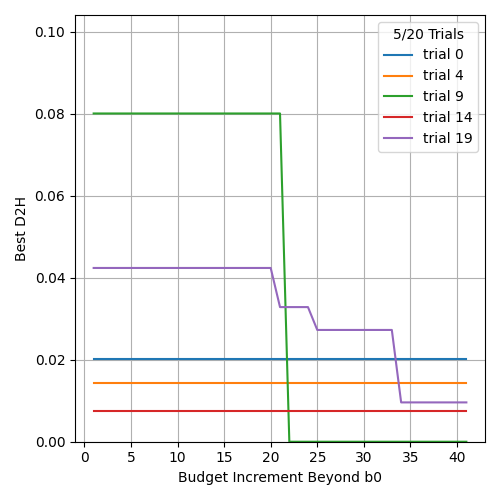 5/20 Trials
trial 0
trial 4
trial 9
trial 14
trial 19
Best D2H
0.10
0.08
0.06
0.04
0.02
0.00
0 5 10 15 20 25 30 35 40
Budget Increment Beyond b0